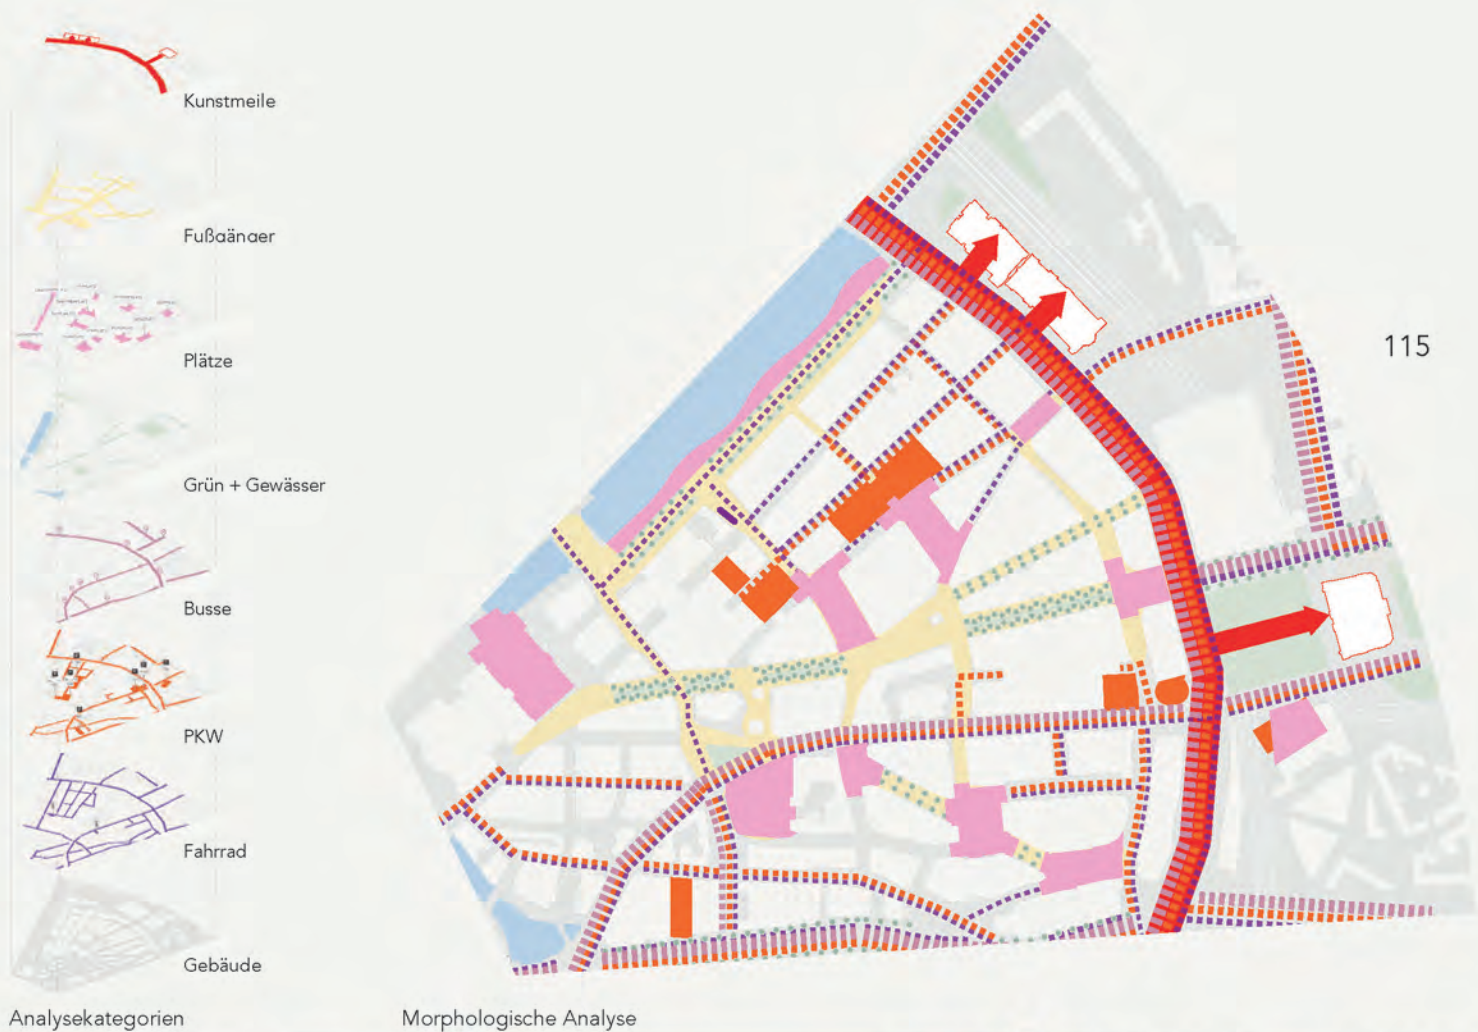 Kunstmeile
Fußgänger
Plätze
115
Grün + Gewässer
Busse
PKW
Fahrrad
Gebäude
Analysekategorien
Morphologische Analyse